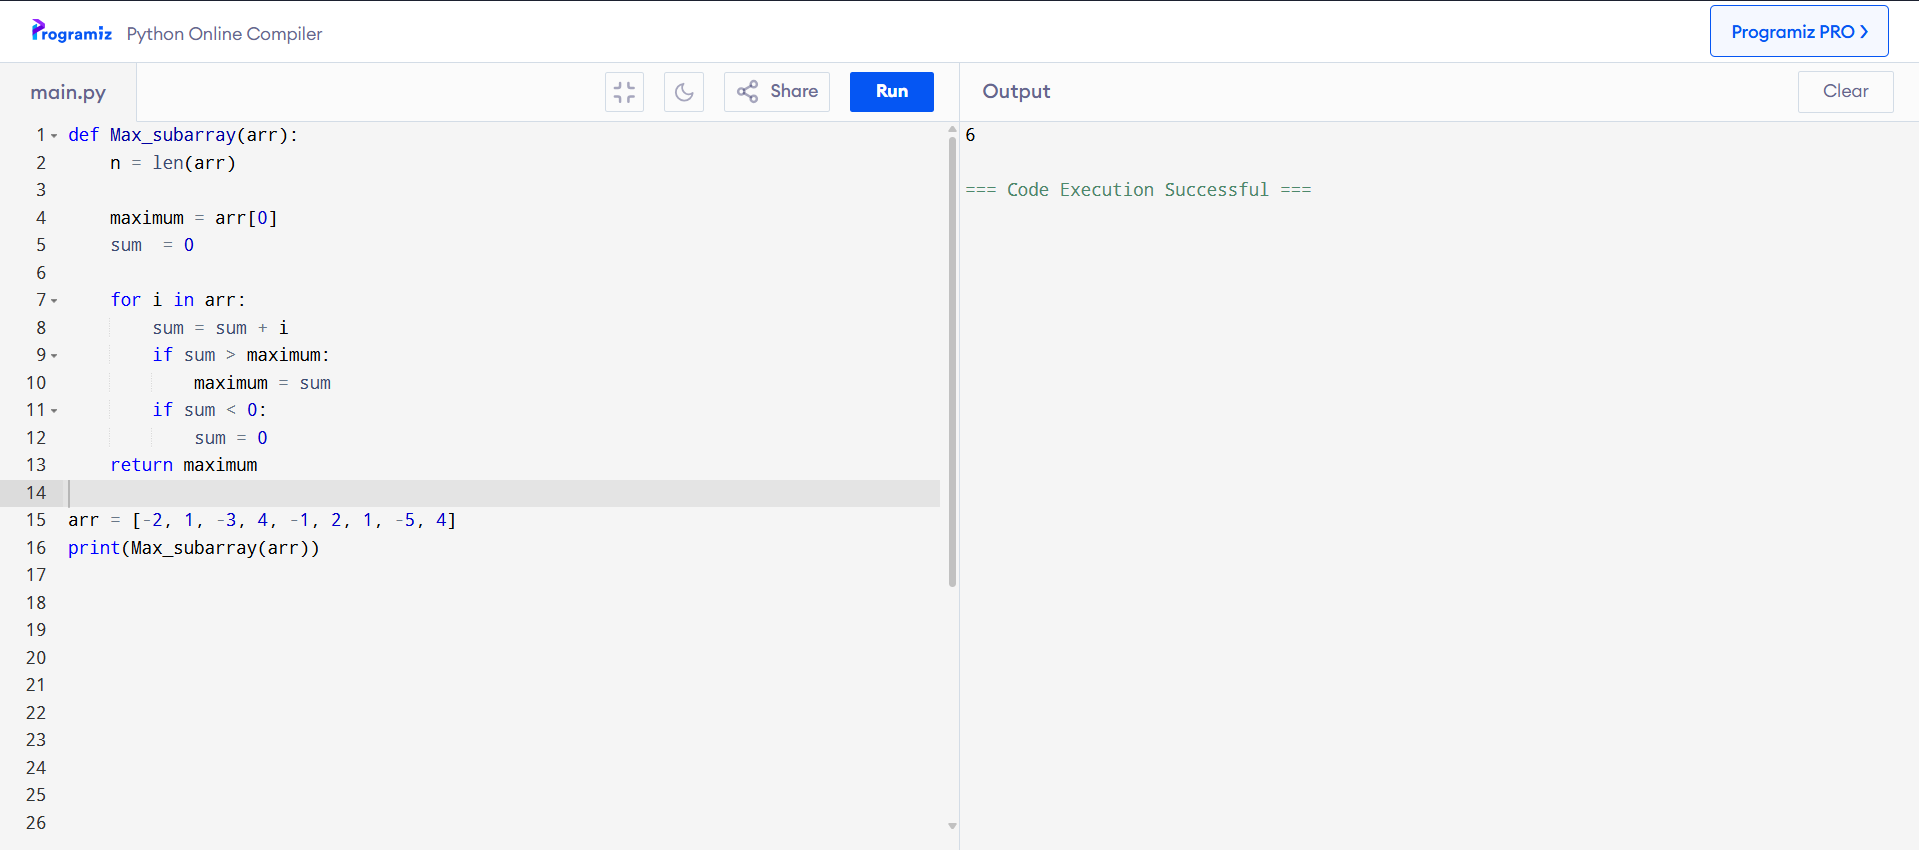 Programiz Python Online Compiler Programiz PRO >
main.py Share Run Output Clear
1 def Max_subarray(arr):
2     n = len(arr)
3
4     maximum = arr[0]
5     sum  = 0
6
7     for i in arr:
8         sum = sum + i
9         if sum > maximum:
10             maximum = sum
11         if sum < 0:
12             sum = 0
13     return maximum
14
15 arr = [-2, 1, -3, 4, -1, 2, 1, -5, 4]
16 print(Max_subarray(arr))
17
18
19
20
21
22
23
24
25
26
6
=== Code Execution Successful ===